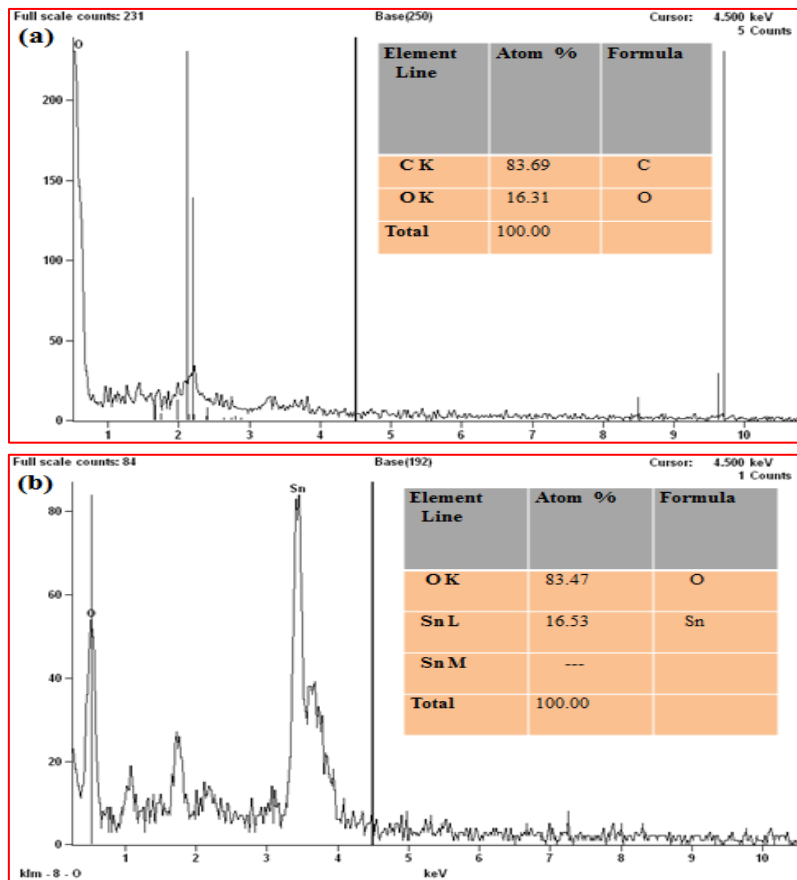 Full scale counts: 231 Base(250) Cursor: 4.500 keV
5 Counts
(a)
O
200
150
100
50
0
1 2 3 4 5 6 7 8 9 10
Element Line Atom % Formula
C K 83.69 C
O K 16.31 O
Total 100.00
Full scale counts: 84 Base(192) Cursor: 4.500 keV
1 Counts
(b)
Sn
O
80
60
40
20
0
1 2 3 4 5 6 7 8 9 10
klm - 8 - O keV
Element Line Atom % Formula
O K 83.47 O
Sn L 16.53 Sn
Sn M ---
Total 100.00